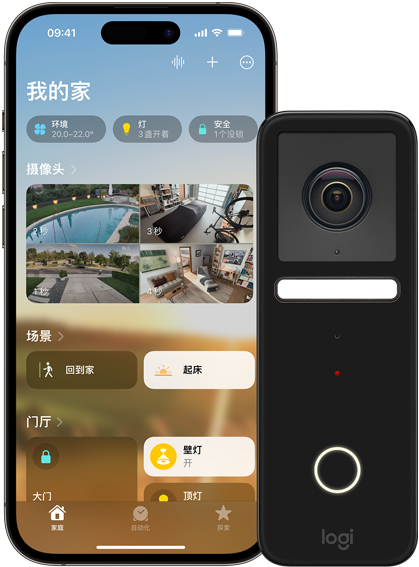 09:41
我的家
环境
20.0–22.0°
灯
3 盏开着
安全
1个没锁
摄像头
2 秒
3 秒
1 秒
4 秒
场景
回到家
起床
门厅
壁灯
开
大门
顶灯
家庭
自动化
探索
logi